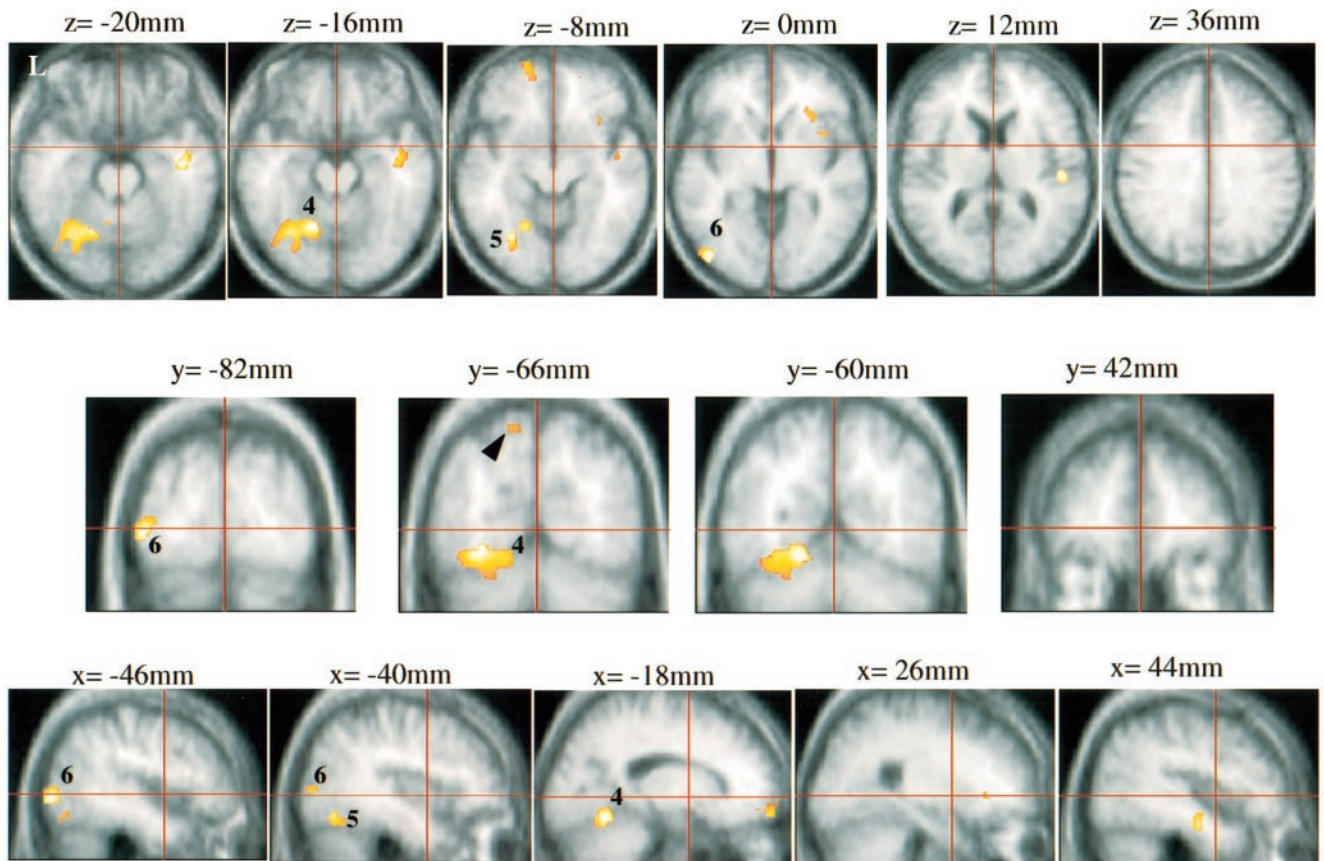 z= -20mm z= -16mm z= -8mm z= 0mm z= 12mm z= 36mm
L
4
5
6
y= -82mm y= -66mm y= -60mm y= 42mm
6
4
x= -46mm x= -40mm x= -18mm x= 26mm x= 44mm
6
6
5
4